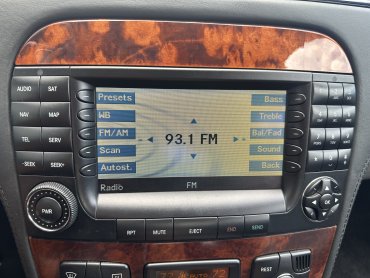 AUDIO SAT
NAV MAP
TEL SERV
-SEEK SEEK+
PWR
Presets Bass
WB Treble
FM/AM 93.1 FM Bal/Fad
Scan Sound
Autost. Back
Radio FM
RPT MUTE EJECT END SEND
OK
REST